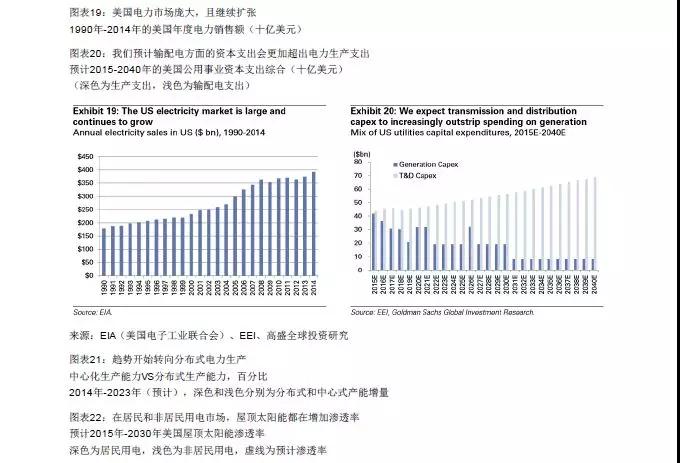 图表19：美国电力市场庞大，且继续扩张
1990年-2014年的美国年度电力销售额（十亿美元）
图表20：我们预计输配电方面的资本支出会更加超出电力生产支出
预计2015-2040年的美国公用事业资本支出综合（十亿美元）
（深色为生产支出，浅色为输配电支出）
Exhibit 19: The US electricity market is large and
continues to grow
Annual electricity sales in US ($ bn), 1990-2014
$450
$400
$350
$300
$250
$200
$150
$100
$50
$0
1990 1991 1992 1993 1994 1995 1996 1997 1998 1999 2000 2001 2002 2003 2004 2005 2006 2007 2008 2009 2010 2011 2012 2013 2014
Source: EIA.
Exhibit 20: We expect transmission and distribution
capex to increasingly outstrip spending on generation
Mix of US utilities capital expenditures, 2015E-2040E
($bn)
80
70
60
50
40
30
20
10
0
Generation Capex
T&D Capex
2015E 2016E 2017E 2018E 2019E 2020E 2021E 2022E 2023E 2024E 2025E 2026E 2027E 2028E 2029E 2030E 2031E 2032E 2033E 2034E 2035E 2036E 2037E 2038E 2039E 2040E
Source: EEI, Goldman Sachs Global Investment Research.
来源：EIA（美国电子工业联合会）、EEI、高盛全球投资研究
图表21：趋势开始转向分布式电力生产
中心化生产能力VS分布式生产能力，百分比
2014年-2023年（预计），深色和浅色分别为分布式和中心式产能增量
图表22：在居民和非居民用电市场，屋顶太阳能都在增加渗透率
预计2015年-2030年美国屋顶太阳能渗透率
深色为居民用电，浅色为非居民用电，虚线为预计渗透率